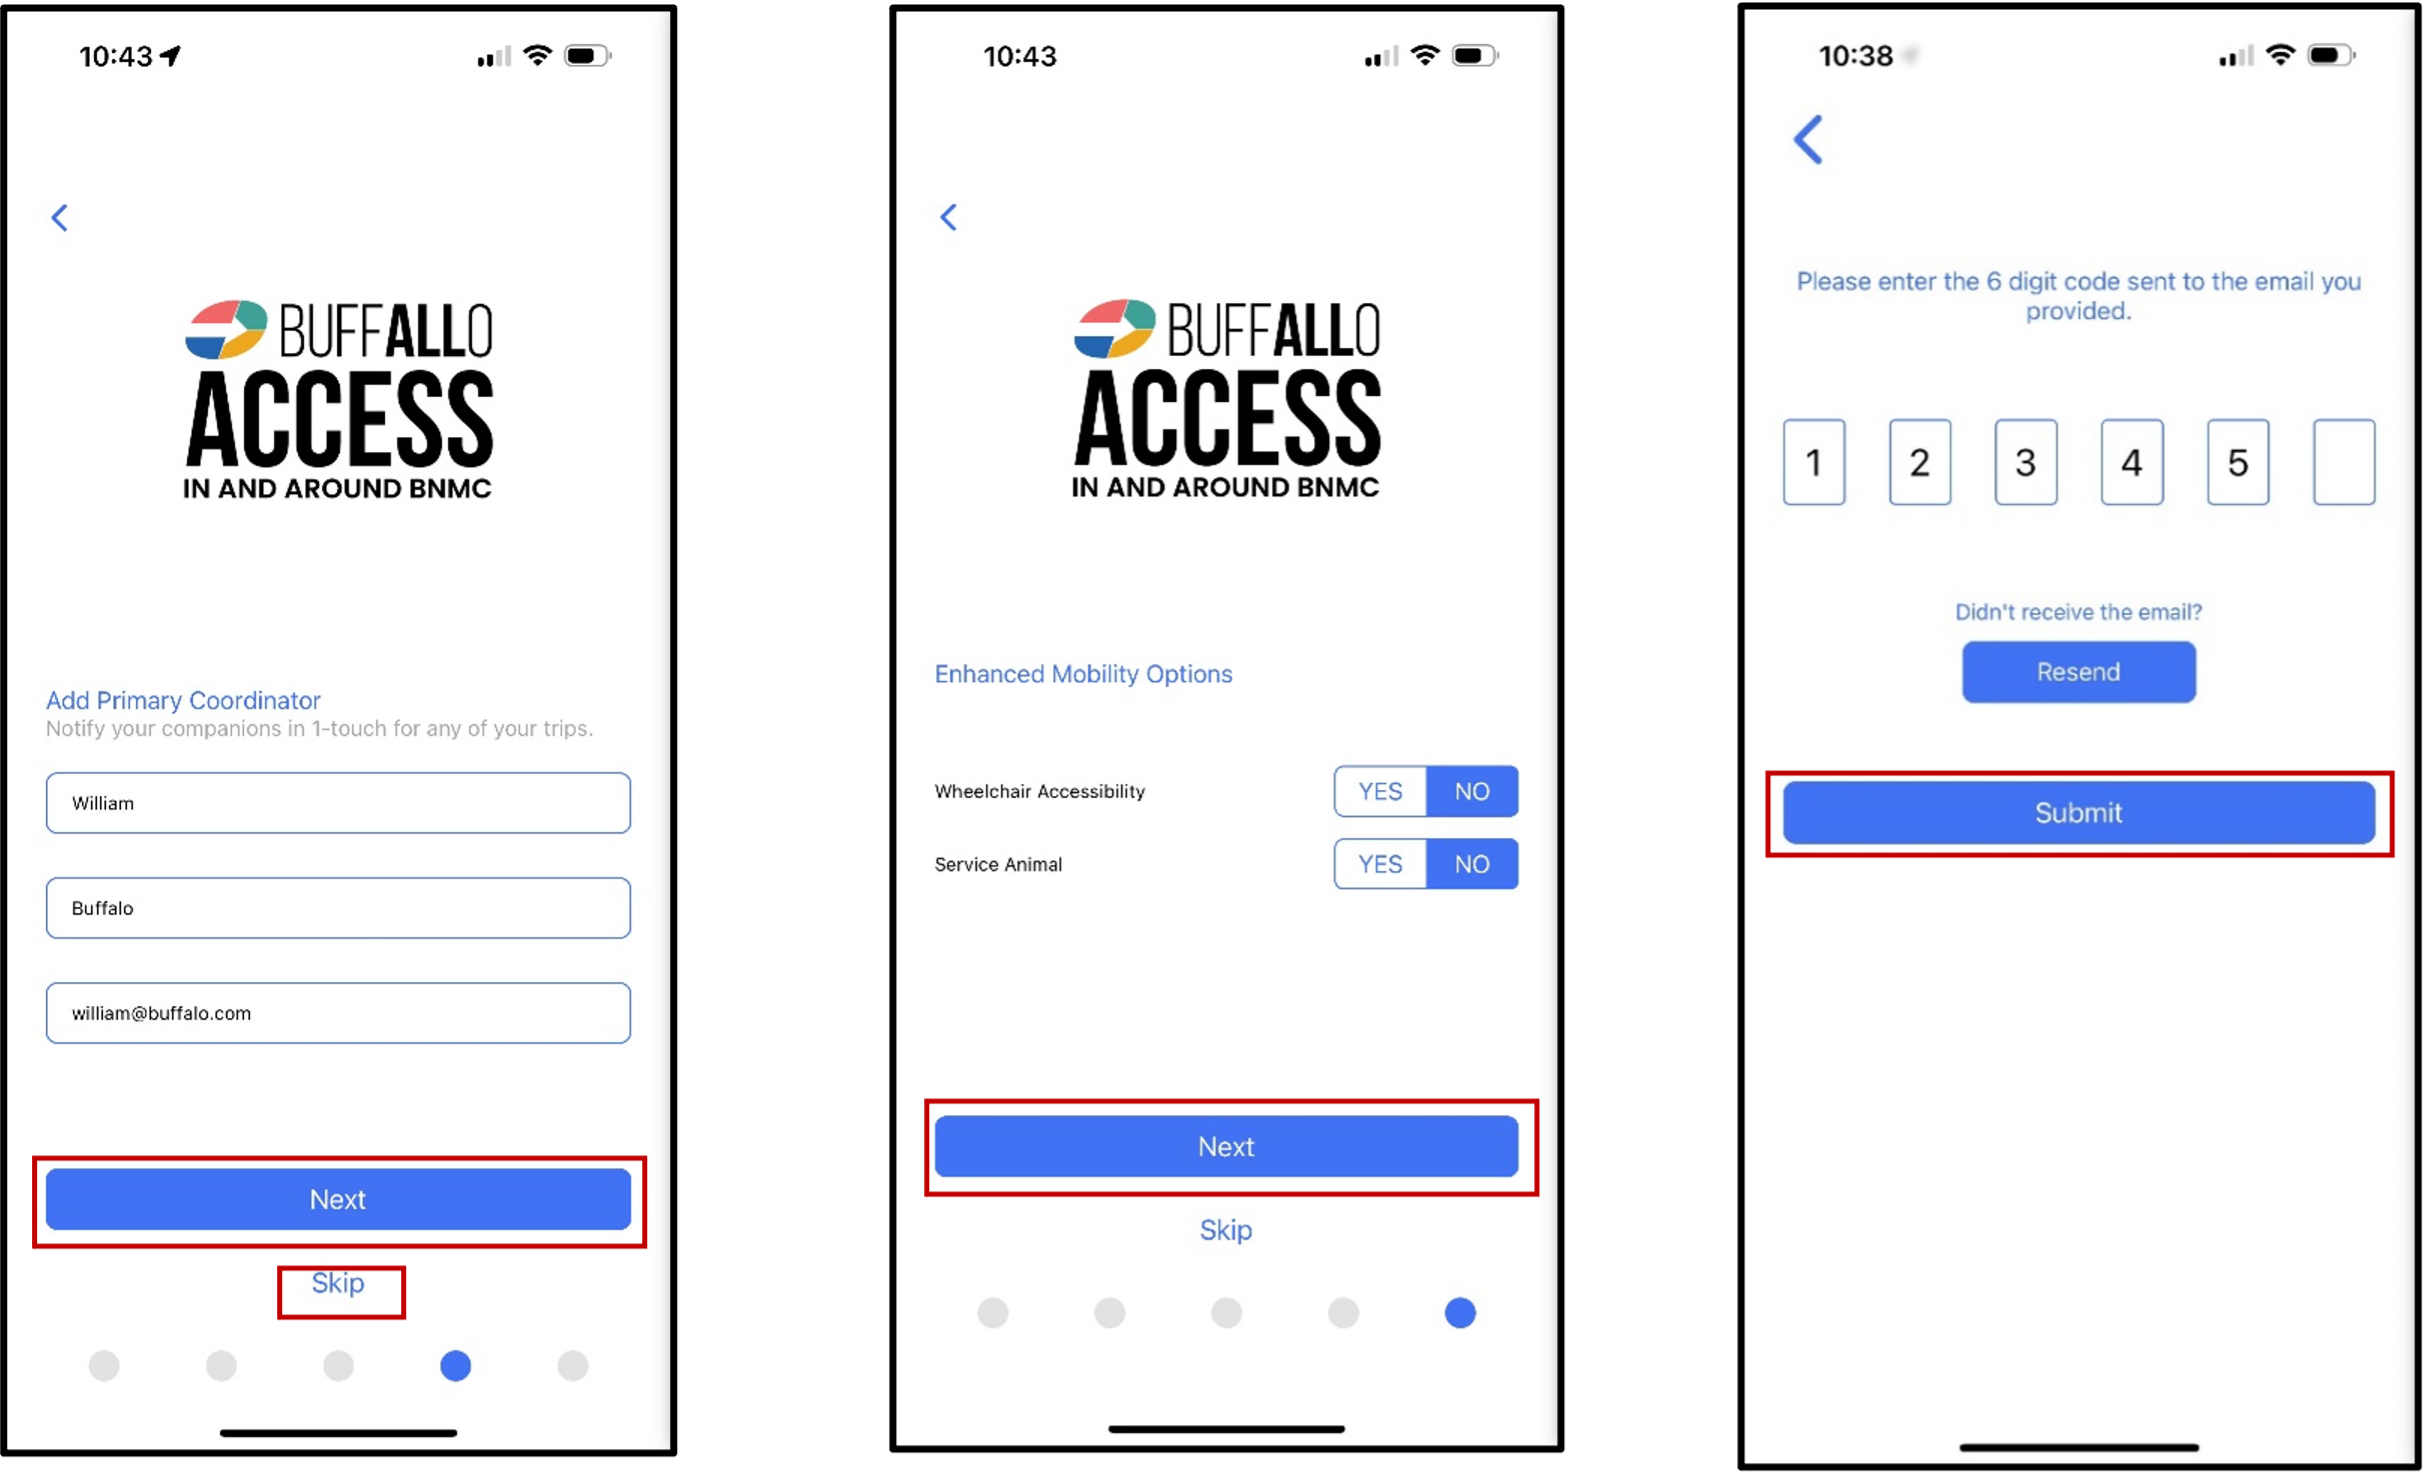 10:43
BUFFALLO
ACCESS
IN AND AROUND BNMC
Add Primary Coordinator
Notify your companions in 1-touch for any of your trips.
William
Buffalo
william@buffalo.com
Next
Skip
10:43
BUFFALLO
ACCESS
IN AND AROUND BNMC
Enhanced Mobility Options
Wheelchair Accessibility YES NO
Service Animal YES NO
Next
Skip
10:38
Please enter the 6 digit code sent to the email you
provided.
1 2 3 4 5
Didn't receive the email?
Resend
Submit